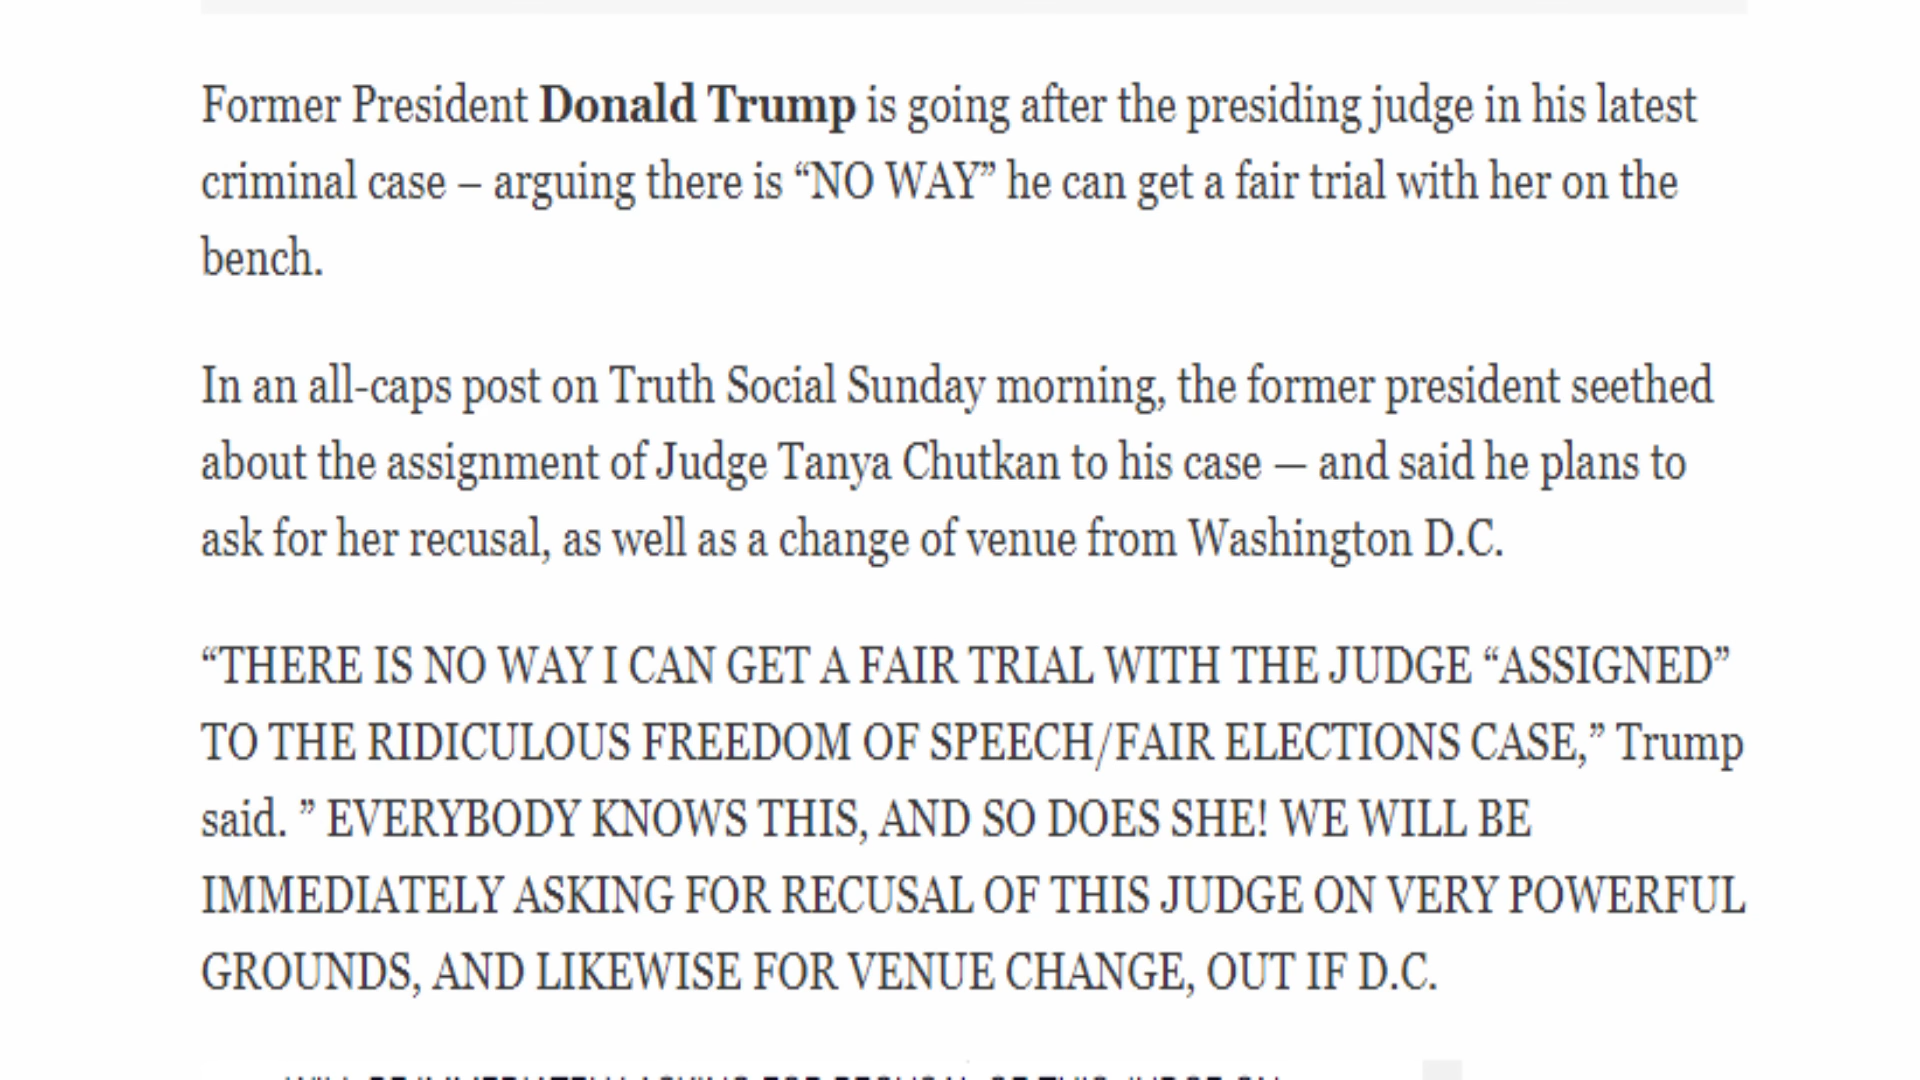 Former President Donald Trump is going after the presiding judge in his latest
criminal case – arguing there is “NO WAY” he can get a fair trial with her on the
bench.
In an all-caps post on Truth Social Sunday morning, the former president seethed
about the assignment of Judge Tanya Chutkan to his case — and said he plans to
ask for her recusal, as well as a change of venue from Washington D.C.
“THERE IS NO WAY I CAN GET A FAIR TRIAL WITH THE JUDGE “ASSIGNED”
TO THE RIDICULOUS FREEDOM OF SPEECH/FAIR ELECTIONS CASE,” Trump
said. ” EVERYBODY KNOWS THIS, AND SO DOES SHE! WE WILL BE
IMMEDIATELY ASKING FOR RECUSAL OF THIS JUDGE ON VERY POWERFUL
GROUNDS, AND LIKEWISE FOR VENUE CHANGE, OUT IF D.C.